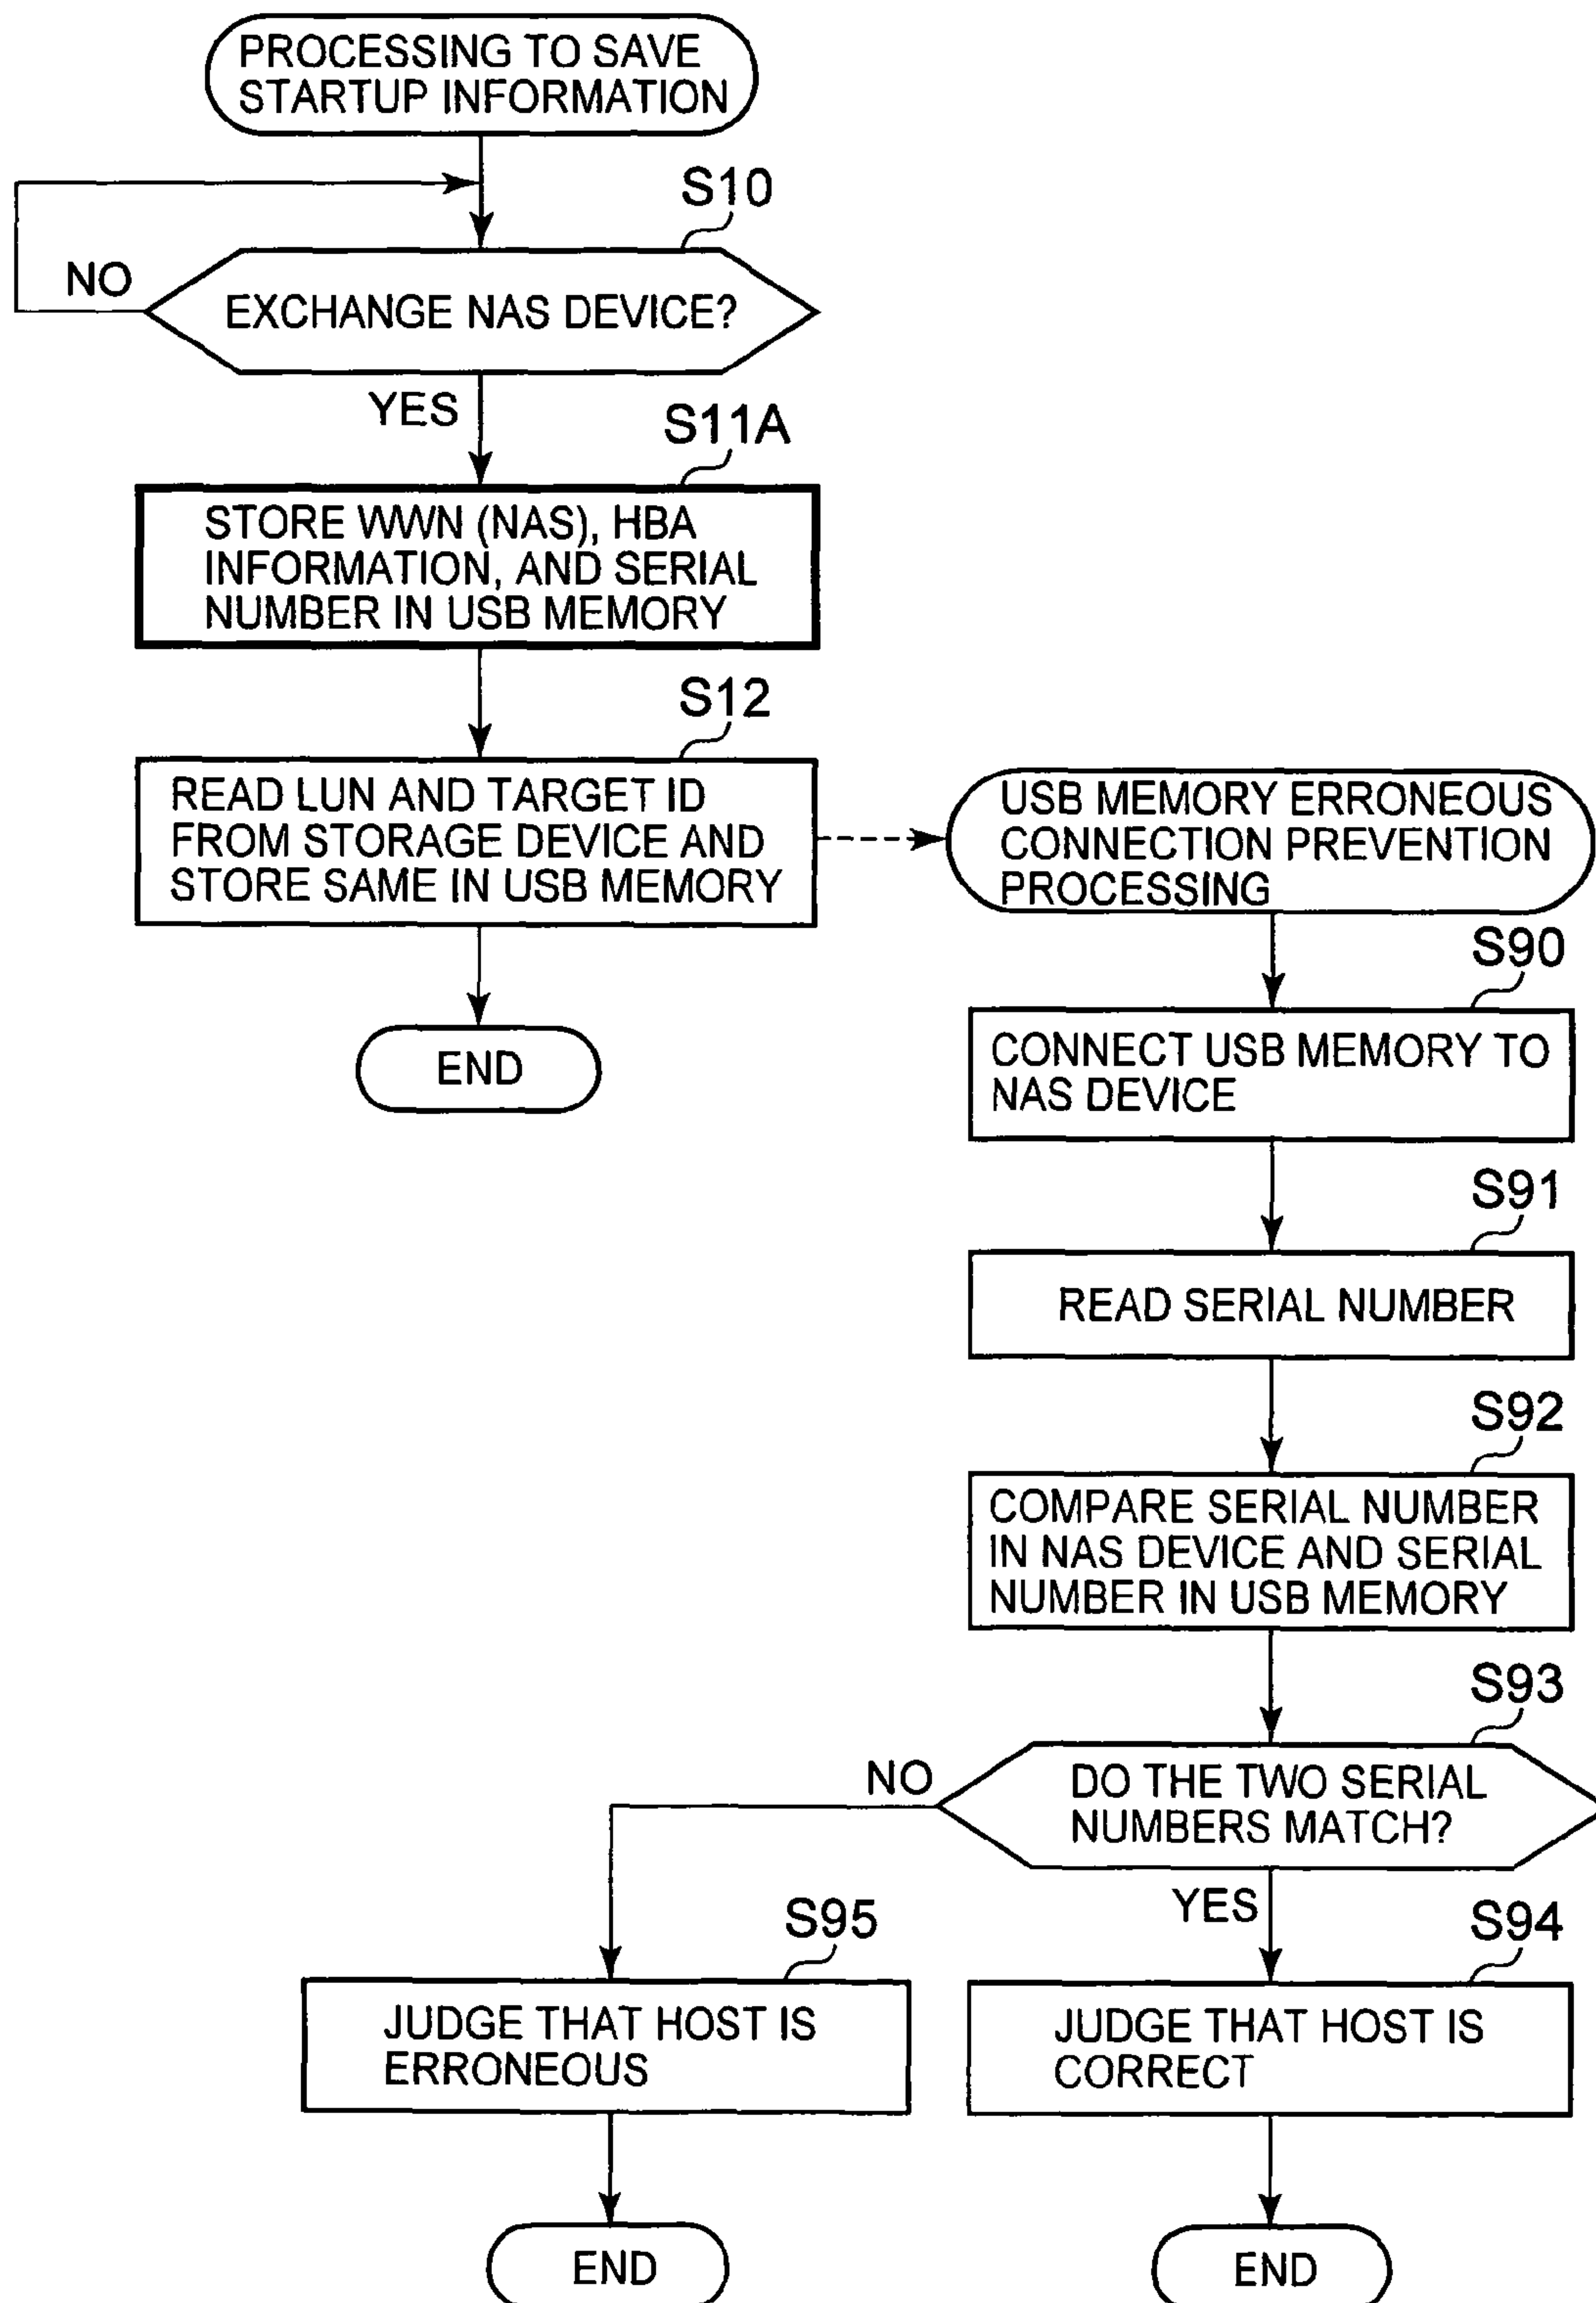 PROCESSING TO SAVE
STARTUP INFORMATION
S10
NO
EXCHANGE NAS DEVICE?
YES
S11A
STORE WWN (NAS), HBA
INFORMATION, AND SERIAL
NUMBER IN USB MEMORY
S12
READ LUN AND TARGET ID
FROM STORAGE DEVICE AND
STORE SAME IN USB MEMORY
END
USB MEMORY ERRONEOUS
CONNECTION PREVENTION
PROCESSING
S90
CONNECT USB MEMORY TO
NAS DEVICE
S91
READ SERIAL NUMBER
S92
COMPARE SERIAL NUMBER
IN NAS DEVICE AND SERIAL
NUMBER IN USB MEMORY
S93
NO
DO THE TWO SERIAL
NUMBERS MATCH?
YES
S95
JUDGE THAT HOST IS
ERRONEOUS
END
S94
JUDGE THAT HOST IS
CORRECT
END